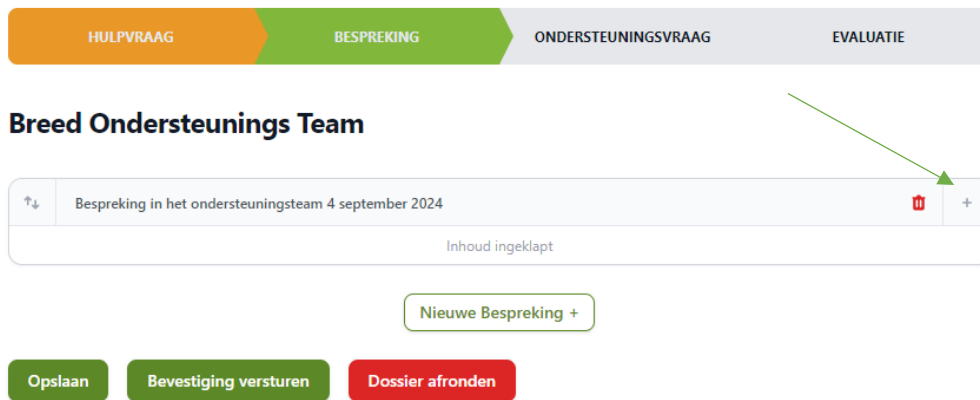 HULPVRAAG
BESPREKING
ONDERSTEUNINGSVRAAG
EVALUATIE
Breed Ondersteunings Team
Bespreking in het ondersteuningsteam 4 september 2024
+
Inhoud ingeklapt
Nieuwe Bespreking +
Opslaan
Bevestiging versturen
Dossier afronden